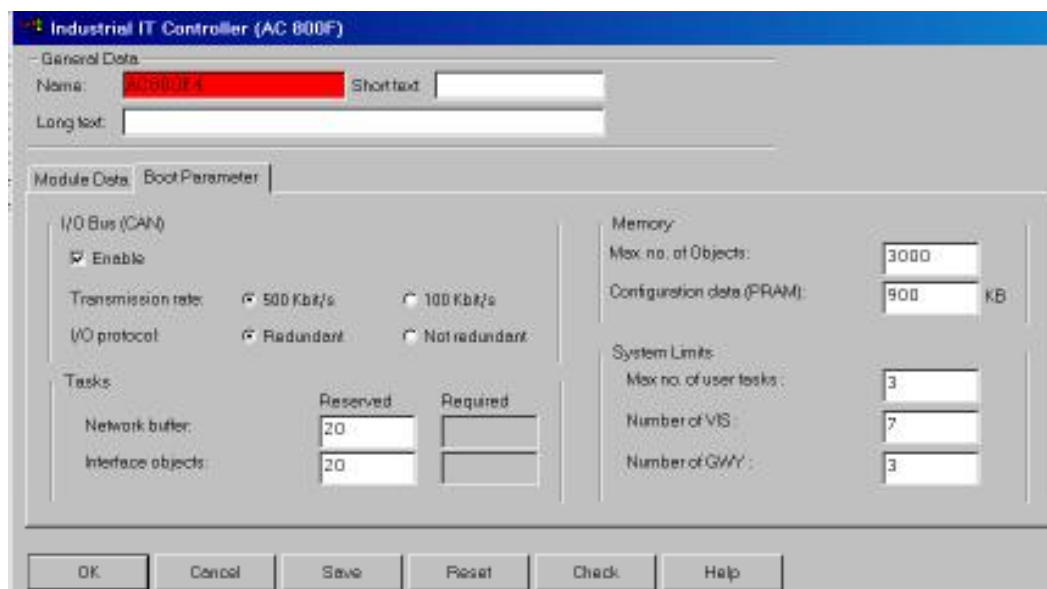 Industrial IT Controller (AC 800F)
General Data
Name: Short text:
Long text:
Module Data Boot Parameter
I/O Bus (CAN)
Enable
Transmission rate: 500 Kbit/s 100 Kbit/s
I/O protocol: Redundant Not redundant
Tasks
Reserved Required
Network buffer: 20
Interface objects: 20
Memory
Max. no. of Objects: 3000
Configuration data (PRAM): 900 KB
System Limits
Max no. of user tasks : 3
Number of VIS : 7
Number of GWY : 3
OK Cancel Save Reset Check Help